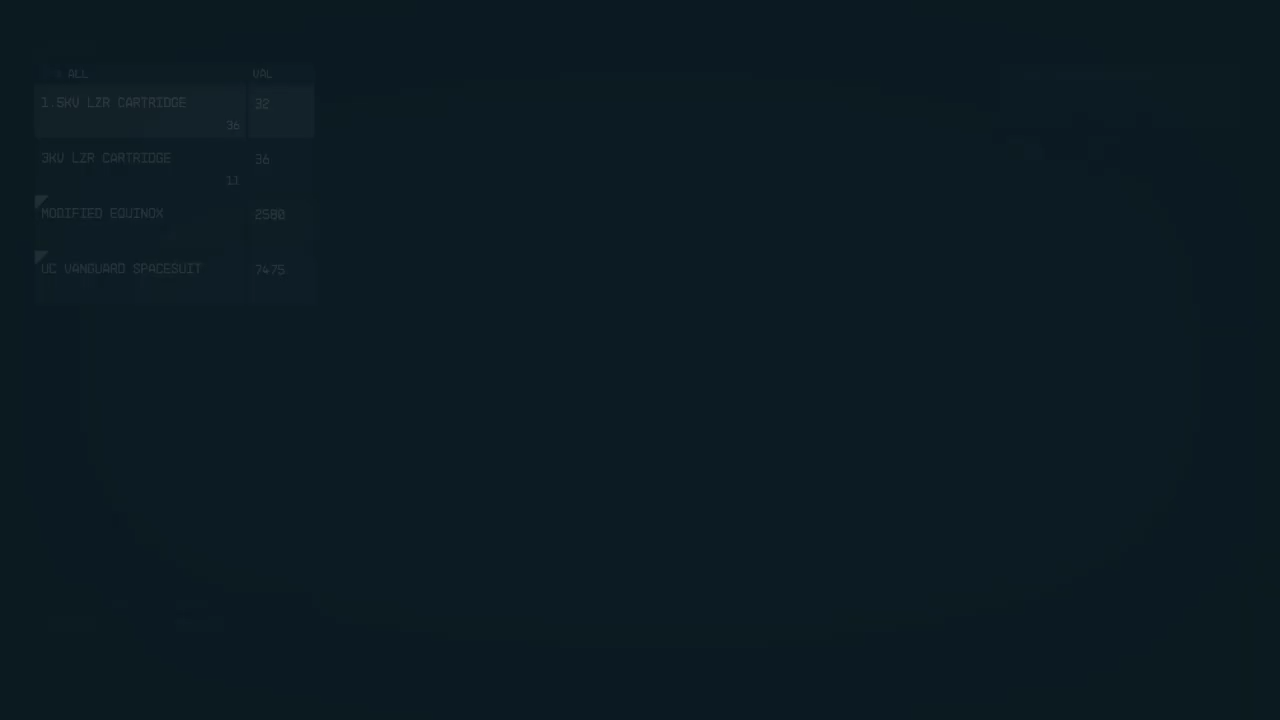 ALL VAL
1.5KV LZR CARTRIDGE 32
36
3KV LZR CARTRIDGE 36
11
MODIFIED EQUINOX 2580
UC VANGUARD SPACESUIT 7475